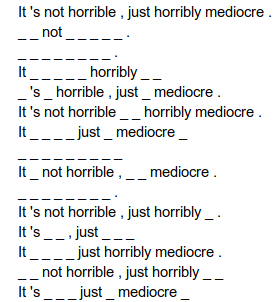 It 's not horrible , just horribly mediocre .
_ _ not _ _ _ _ _ .
_ _ _ _ _ _ _ _ .
It _ _ _ _ _ horribly _ _
_ 's _ horrible , just _ mediocre .
It 's not horrible _ _ horribly mediocre .
It _ _ _ _ just _ mediocre _
_ _ _ _ _ _ _ _ _
It _ not horrible , _ _ mediocre .
_ _ _ _ _ _ _ _ .
It 's not horrible , just horribly _ .
It 's _ _ , just _ _ _
It _ _ _ _ just horribly mediocre .
_ _ not horrible , just horribly _ _
It 's _ _ _ just _ mediocre _